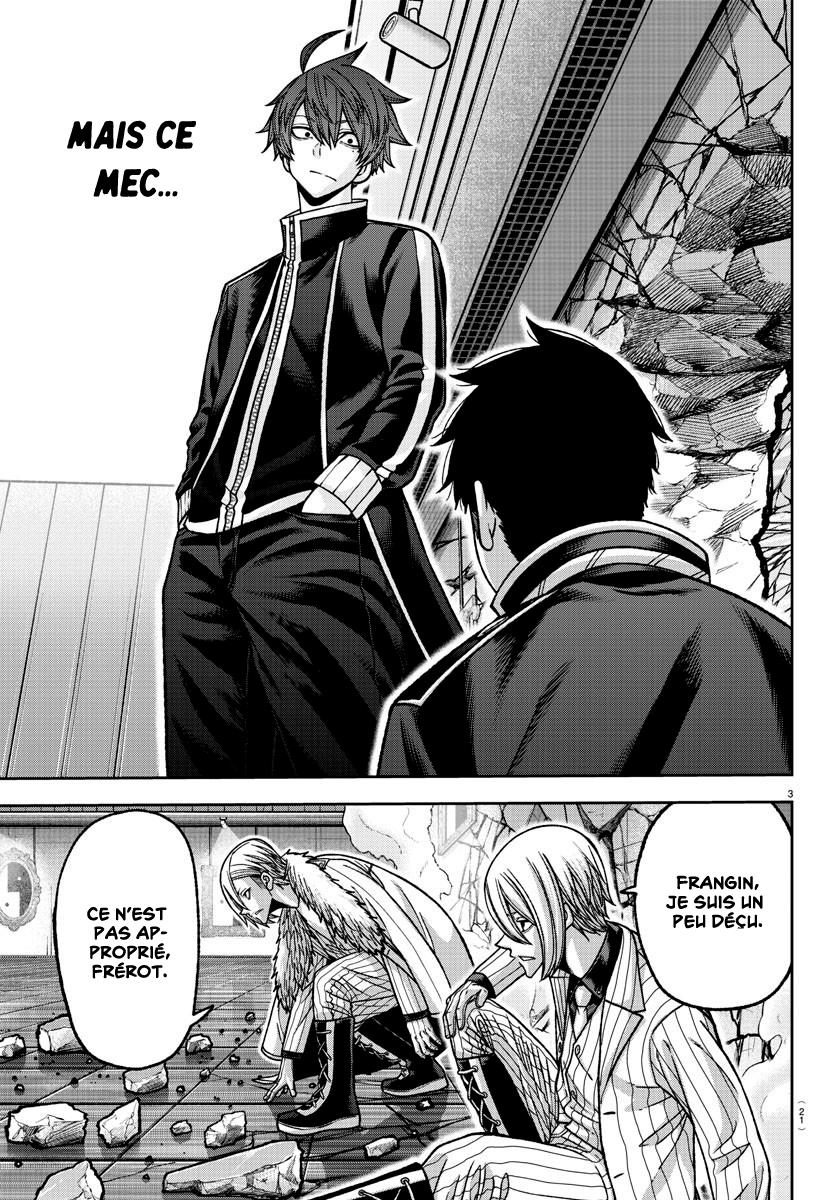 MAIS CE
MEC...
3
FRANGIN,
JE SUIS UN
PEU DÉÇU.
CE N'EST
PAS AP-
PROPRIÉ,
FRÉROT.
(21)